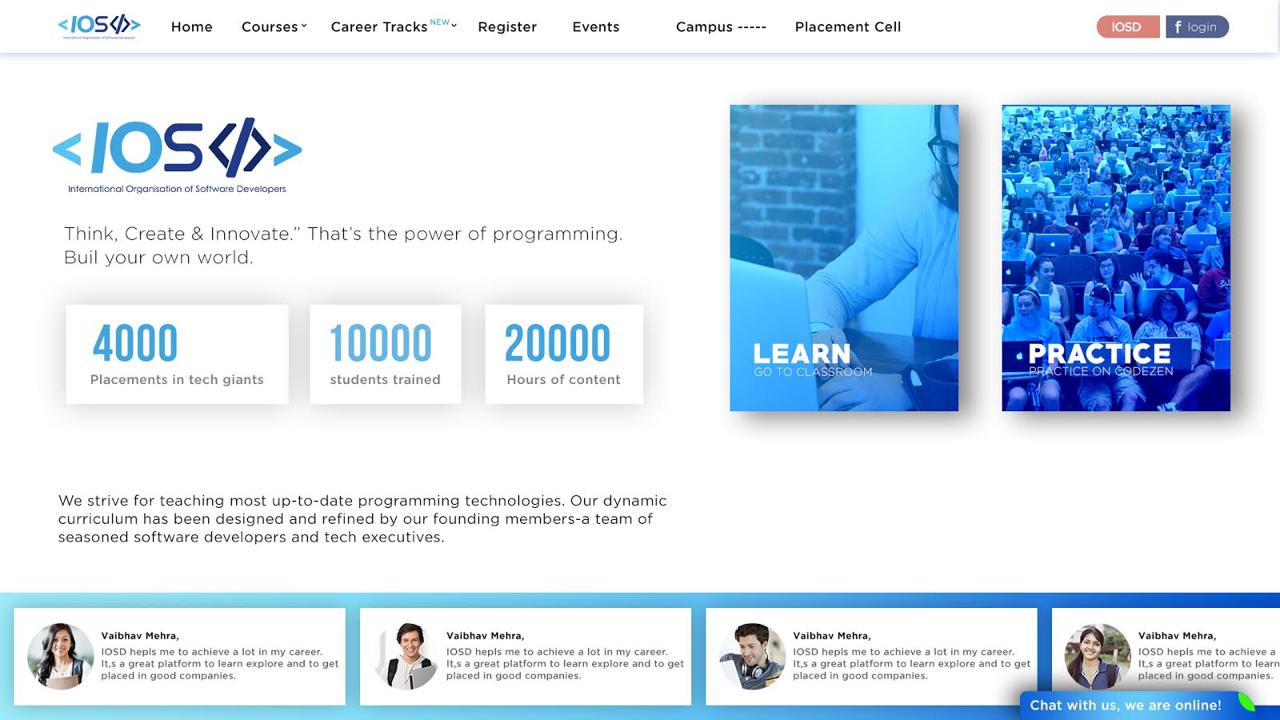 <IOS</>>
International Organisation of Software Developers
Home Courses Career Tracks NEW Register Events Campus ----- Placement Cell
IOSD
f login
<IOS</>>
International Organisation of Software Developers
Think, Create & Innovate.” That’s the power of programming.
Buil your own world.
4000
Placements in tech giants
10000
students trained
20000
Hours of content
LEARN
GO TO CLASSROOM
PRACTICE
PRACTICE ON CODEZEN
We strive for teaching most up-to-date programming technologies. Our dynamic
curriculum has been designed and refined by our founding members-a team of
seasoned software developers and tech executives.
Vaibhav Mehra,
IOSD hepls me to achieve a lot in my career.
It,s a great platform to learn explore and to get
placed in good companies.
Vaibhav Mehra,
IOSD hepls me to achieve a lot in my career.
It,s a great platform to learn explore and to get
placed in good companies.
Vaibhav Mehra,
IOSD hepls me to achieve a lot in my career.
It,s a great platform to learn explore and to get
placed in good companies.
Vaibhav Mehra,
IOSD hepls me to achieve a
It,s a great platform to learn
placed in good companies.
Chat with us, we are online!